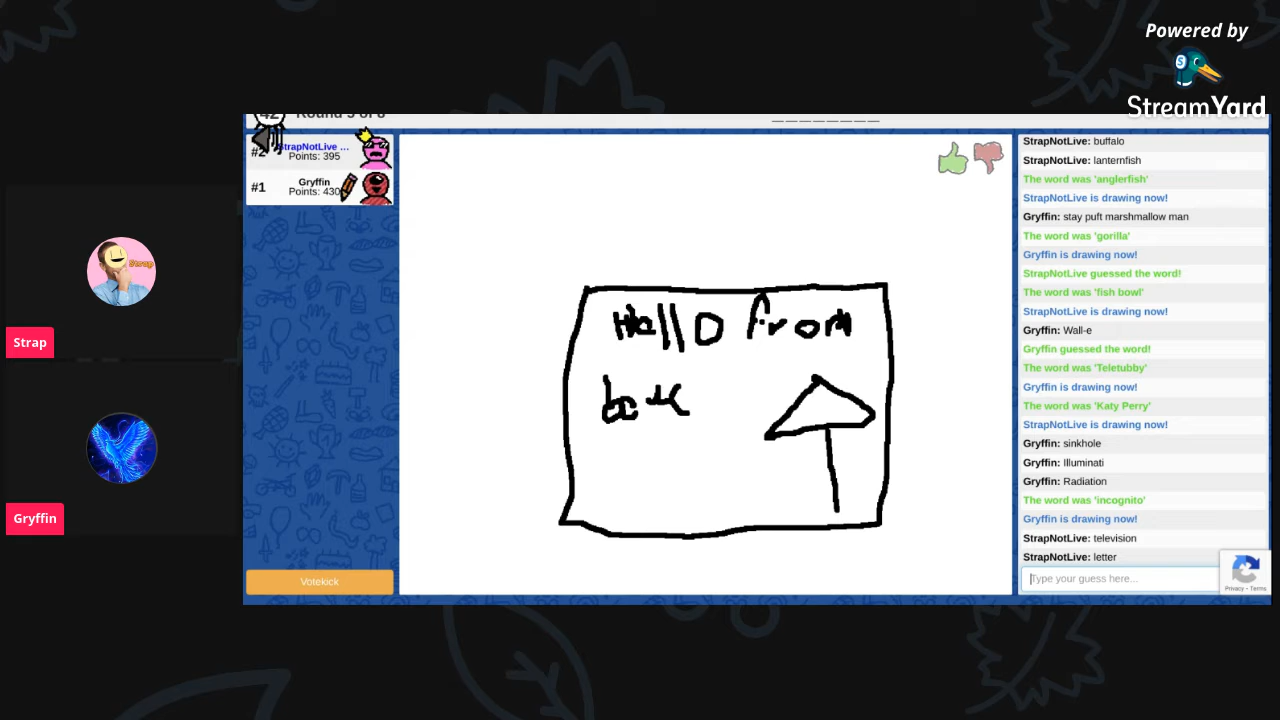 Powered by
StreamYard
#2
StrapNotLive ...
Points: 395
#1
Gryffin
Points: 430
Votekick
Hello from
StrapNotLive: buffalo
StrapNotLive: lanternfish
The word was 'anglerfish'
StrapNotLive is drawing now!
Gryffin: stay puft marshmallow man
The word was 'gorilla'
Gryffin is drawing now!
StrapNotLive guessed the word!
The word was 'fish bowl'
StrapNotLive is drawing now!
Gryffin: Wall-e
Gryffin guessed the word!
The word was 'Teletubby'
Gryffin is drawing now!
The word was 'Katy Perry'
StrapNotLive is drawing now!
Gryffin: sinkhole
Gryffin: Illuminati
Gryffin: Radiation
The word was 'incognito'
Gryffin is drawing now!
StrapNotLive: television
StrapNotLive: letter
Type your guess here...
Privacy - Terms
Strap
Strap
Gryffin